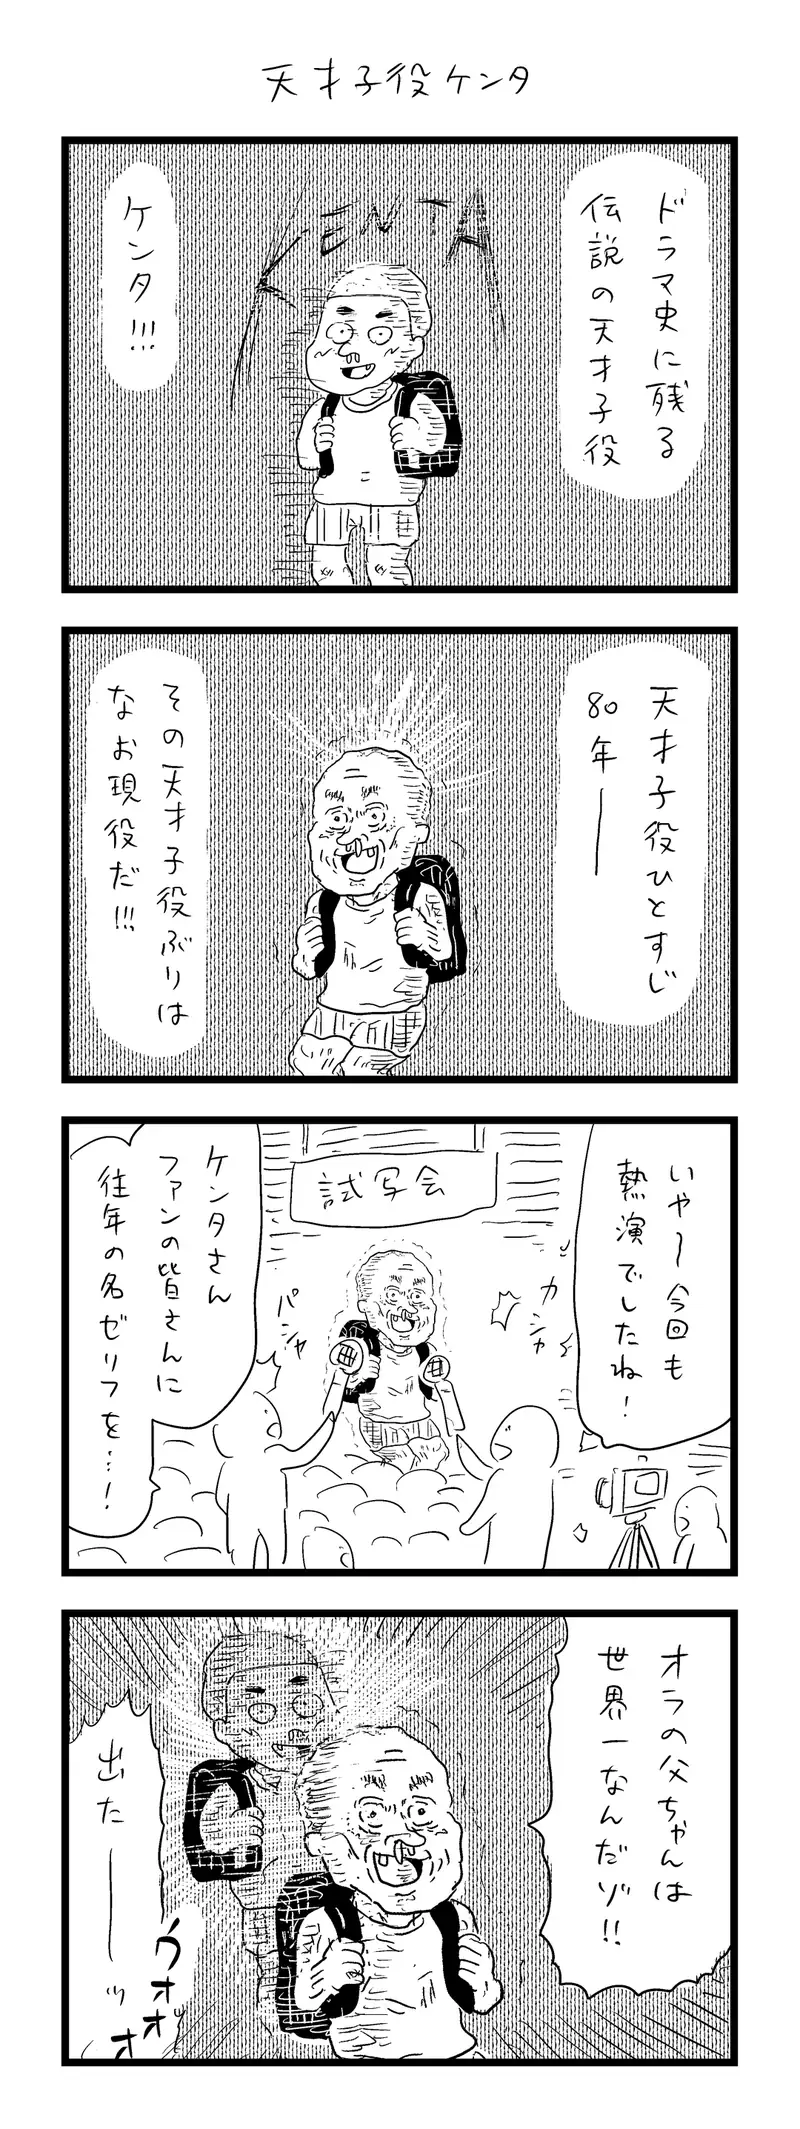 天才子役ケンタ
ドラマ史に残る
伝説の天才子役
KENTA
ケンタ!!!
天才子役ひとすじ
80年ー
その天才子役ぶりは
なお現役だ!!!
いや〜今回も
熱演でしたね!
試写会
カシャ
パシャ
ケンタさん
ファンの皆さんに
往年の名ゼリフを…!
オラの父ちゃんは
世界一なんだゾ!!
出たーーッ
ウオオオ